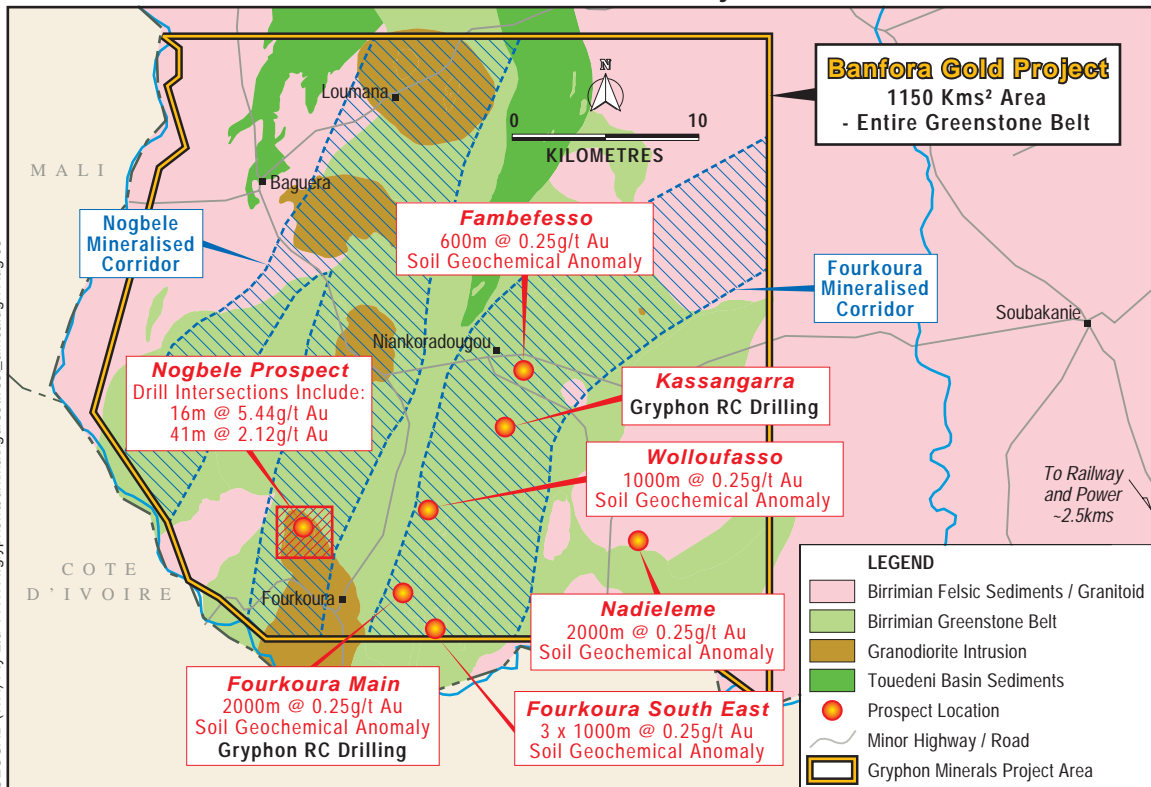 Banfora Gold Project
1150 Kms² Area
- Entire Greenstone Belt
N
0 10
KILOMETRES
Loumana
MALI
Baguera
Nogbele
Mineralised
Corridor
Fambefesso
600m @ 0.25g/t Au
Soil Geochemical Anomaly
Fourkoura
Mineralised
Corridor
Soubakanie
Niankoradougou
Nogbele Prospect
Drill Intersections Include:
16m @ 5.44g/t Au
41m @ 2.12g/t Au
Kassangarra
Gryphon RC Drilling
Wolloufasso
1000m @ 0.25g/t Au
Soil Geochemical Anomaly
To Railway
and Power
~2.5kms
COTE
D'IVOIRE
Fourkoura
Nadieleme
2000m @ 0.25g/t Au
Soil Geochemical Anomaly
Fourkoura Main
2000m @ 0.25g/t Au
Soil Geochemical Anomaly
Gryphon RC Drilling
Fourkoura South East
3 x 1000m @ 0.25g/t Au
Soil Geochemical Anomaly
LEGEND
Birrimian Felsic Sediments / Granitoid
Birrimian Greenstone Belt
Granodiorite Intrusion
Touedeni Basin Sediments
Prospect Location
Minor Highway / Road
Gryphon Minerals Project Area